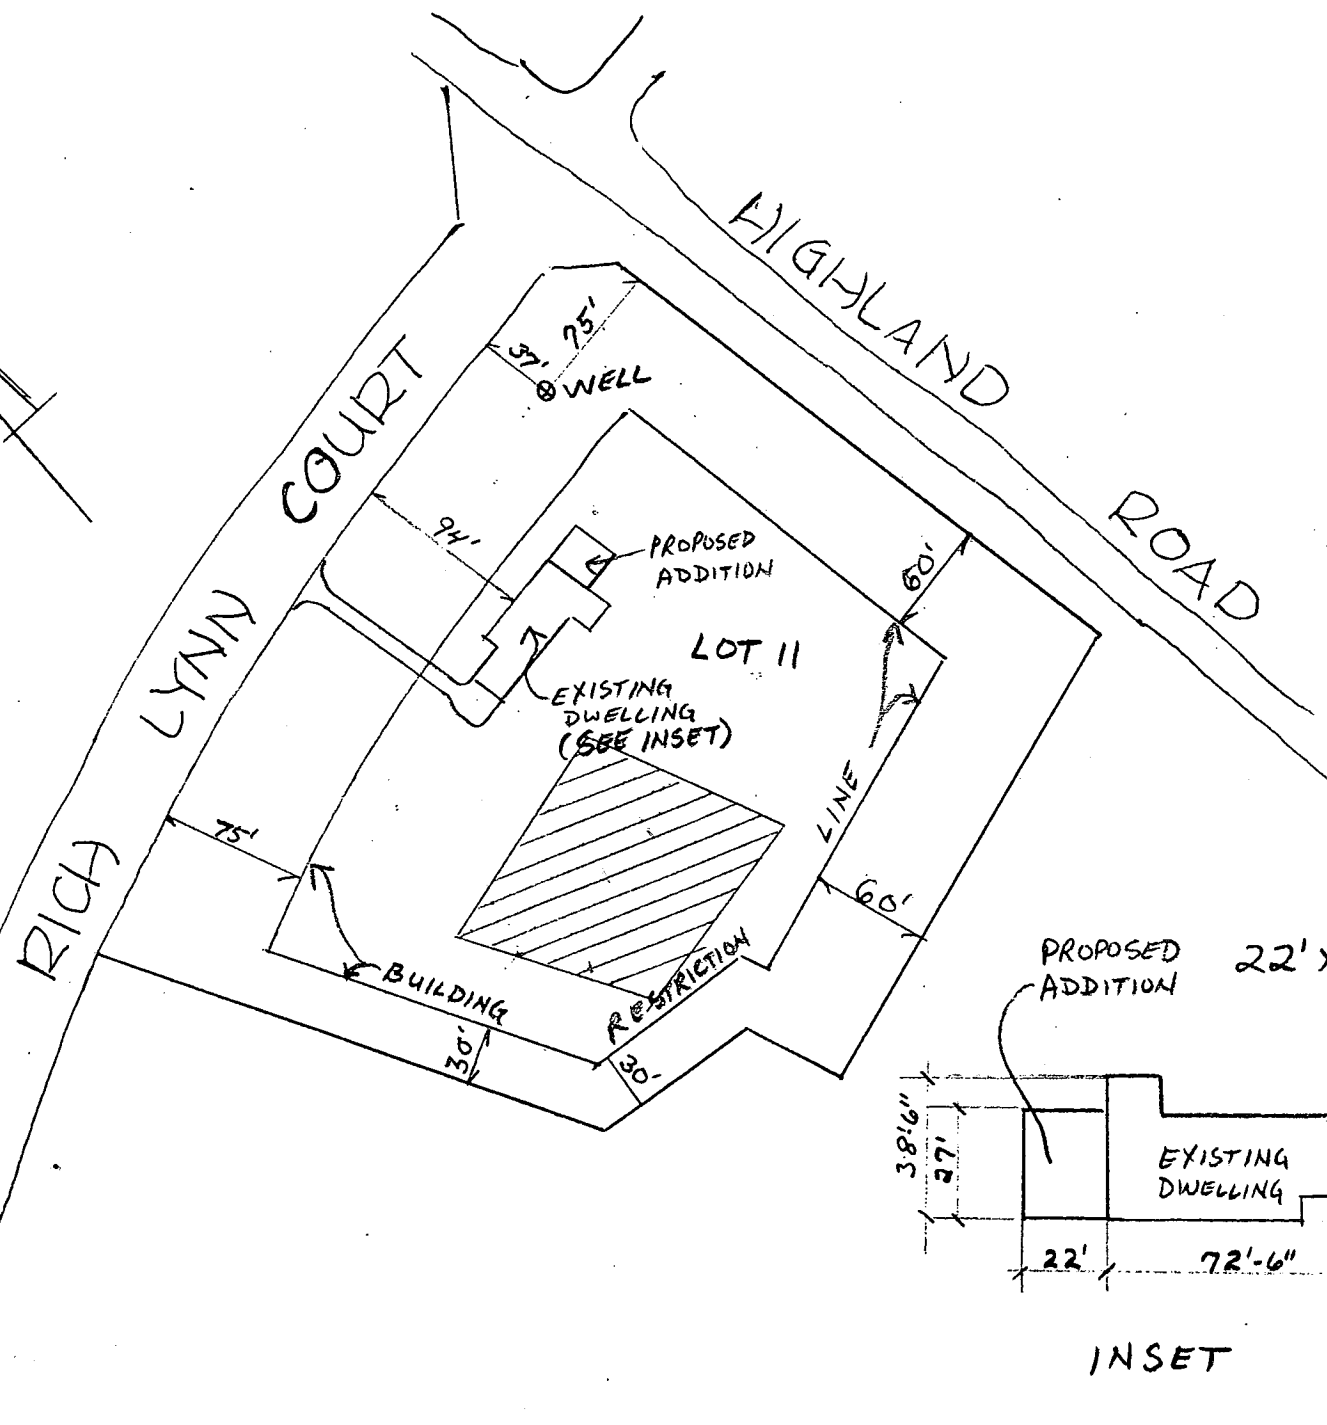 HIGHLAND ROAD
RICH LYNN COURT
75'
37'
WELL
94'
PROPOSED
ADDITION
60'
LOT 11
EXISTING
DWELLING
(SEE INSET)
75'
BUILDING
RESTRICTION
LINE
60'
30'
30'
PROPOSED
ADDITION
22' X
38'6"
27'
EXISTING
DWELLING
22'
72'-6"
INSET